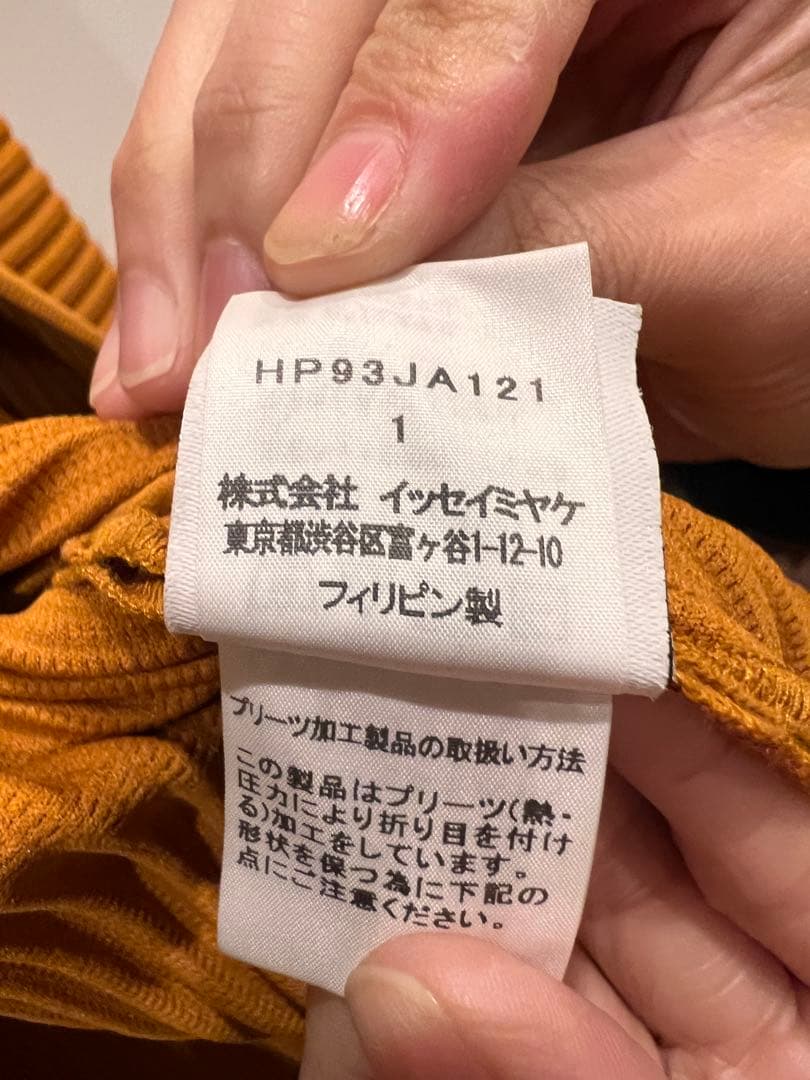 HP93JA121
1
株式会社 イッセイミヤケ
東京都渋谷区富ヶ谷1-12-10
フィリピン製
プリーツ加工製品の取扱い方法
この製品はプリーツ(熱・
圧力により折り目を付け
る)加工をしています。
形状を保つ為に下記の
点にご注意ください。